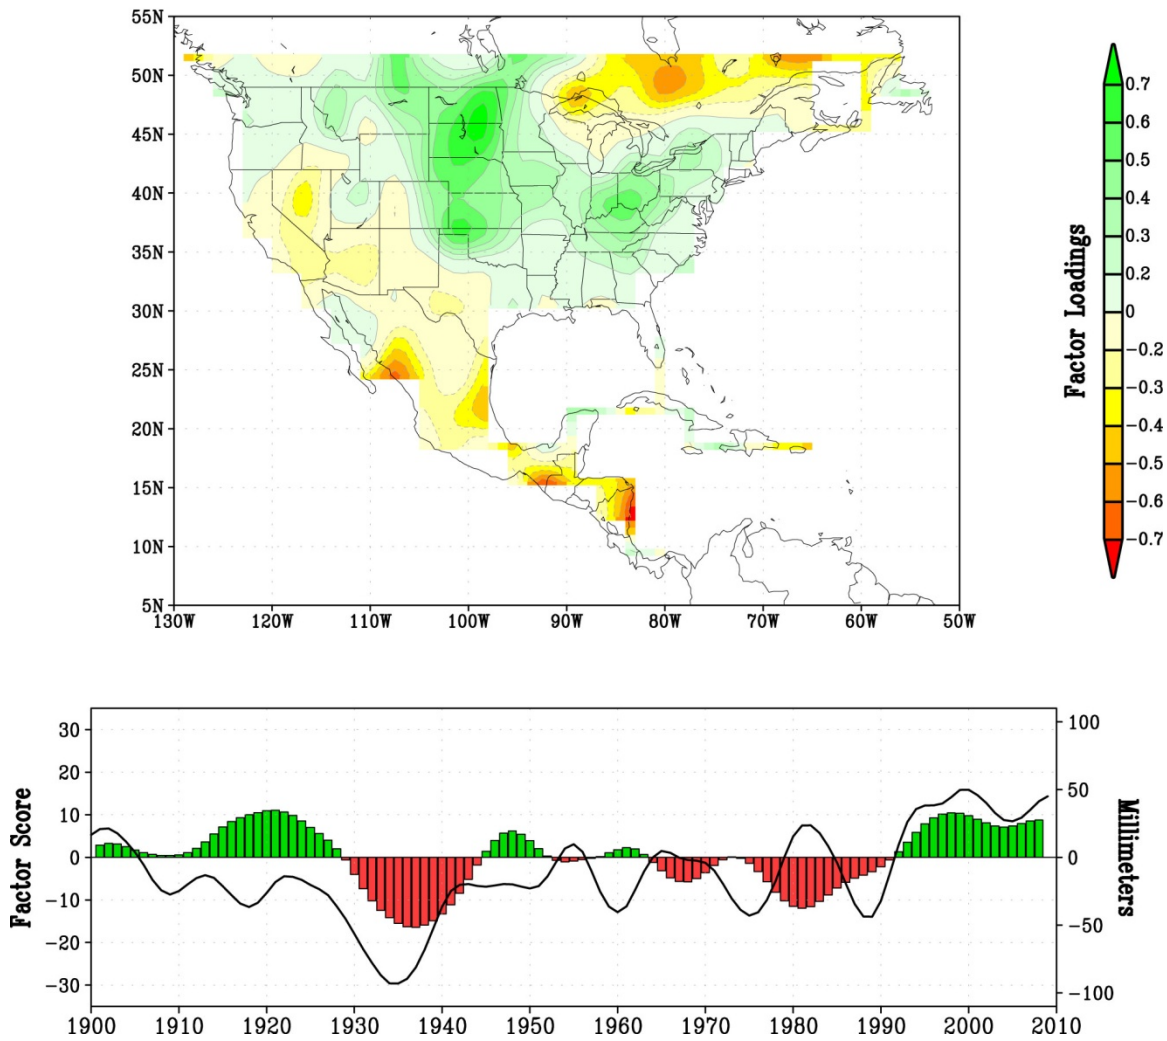 55N
50N
45N
40N
35N
30N
25N
20N
15N
10N
5N
130W 120W 110W 100W 90W 80W 70W 60W 50W
Factor Loadings
0.7
0.6
0.5
0.4
0.3
0.2
0
-0.2
-0.3
-0.4
-0.5
-0.6
-0.7
Factor Score
30
20
10
0
-10
-20
-30
100
50
0
-50
-100
Millimeters
1900 1910 1920 1930 1940 1950 1960 1970 1980 1990 2000 2010